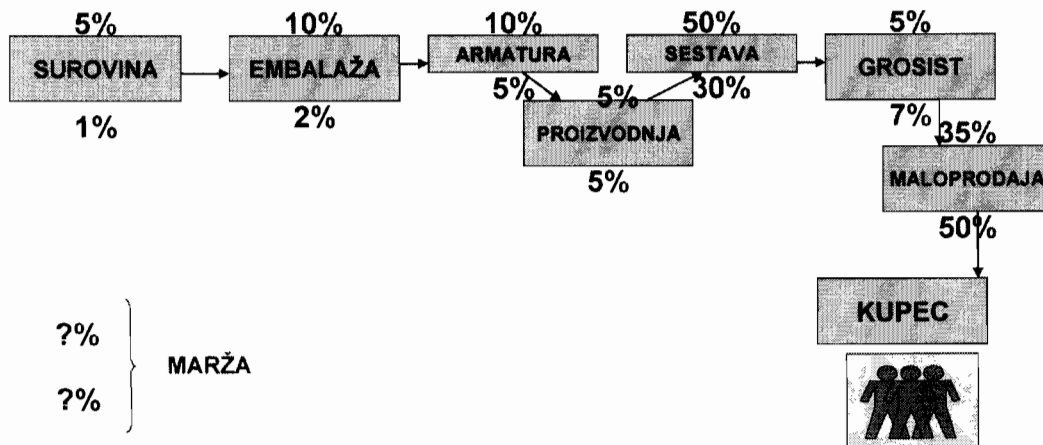 5% 10% 10% 50% 5%
SUROVINA EMBALAŽA ARMATURA SESTAVA GROSIST
1% 2% 5% 5% 30% 7%
PROIZVODNJA 35%
5% MALOPRODAJA
50%
KUPEC
?%
MARŽA
?%